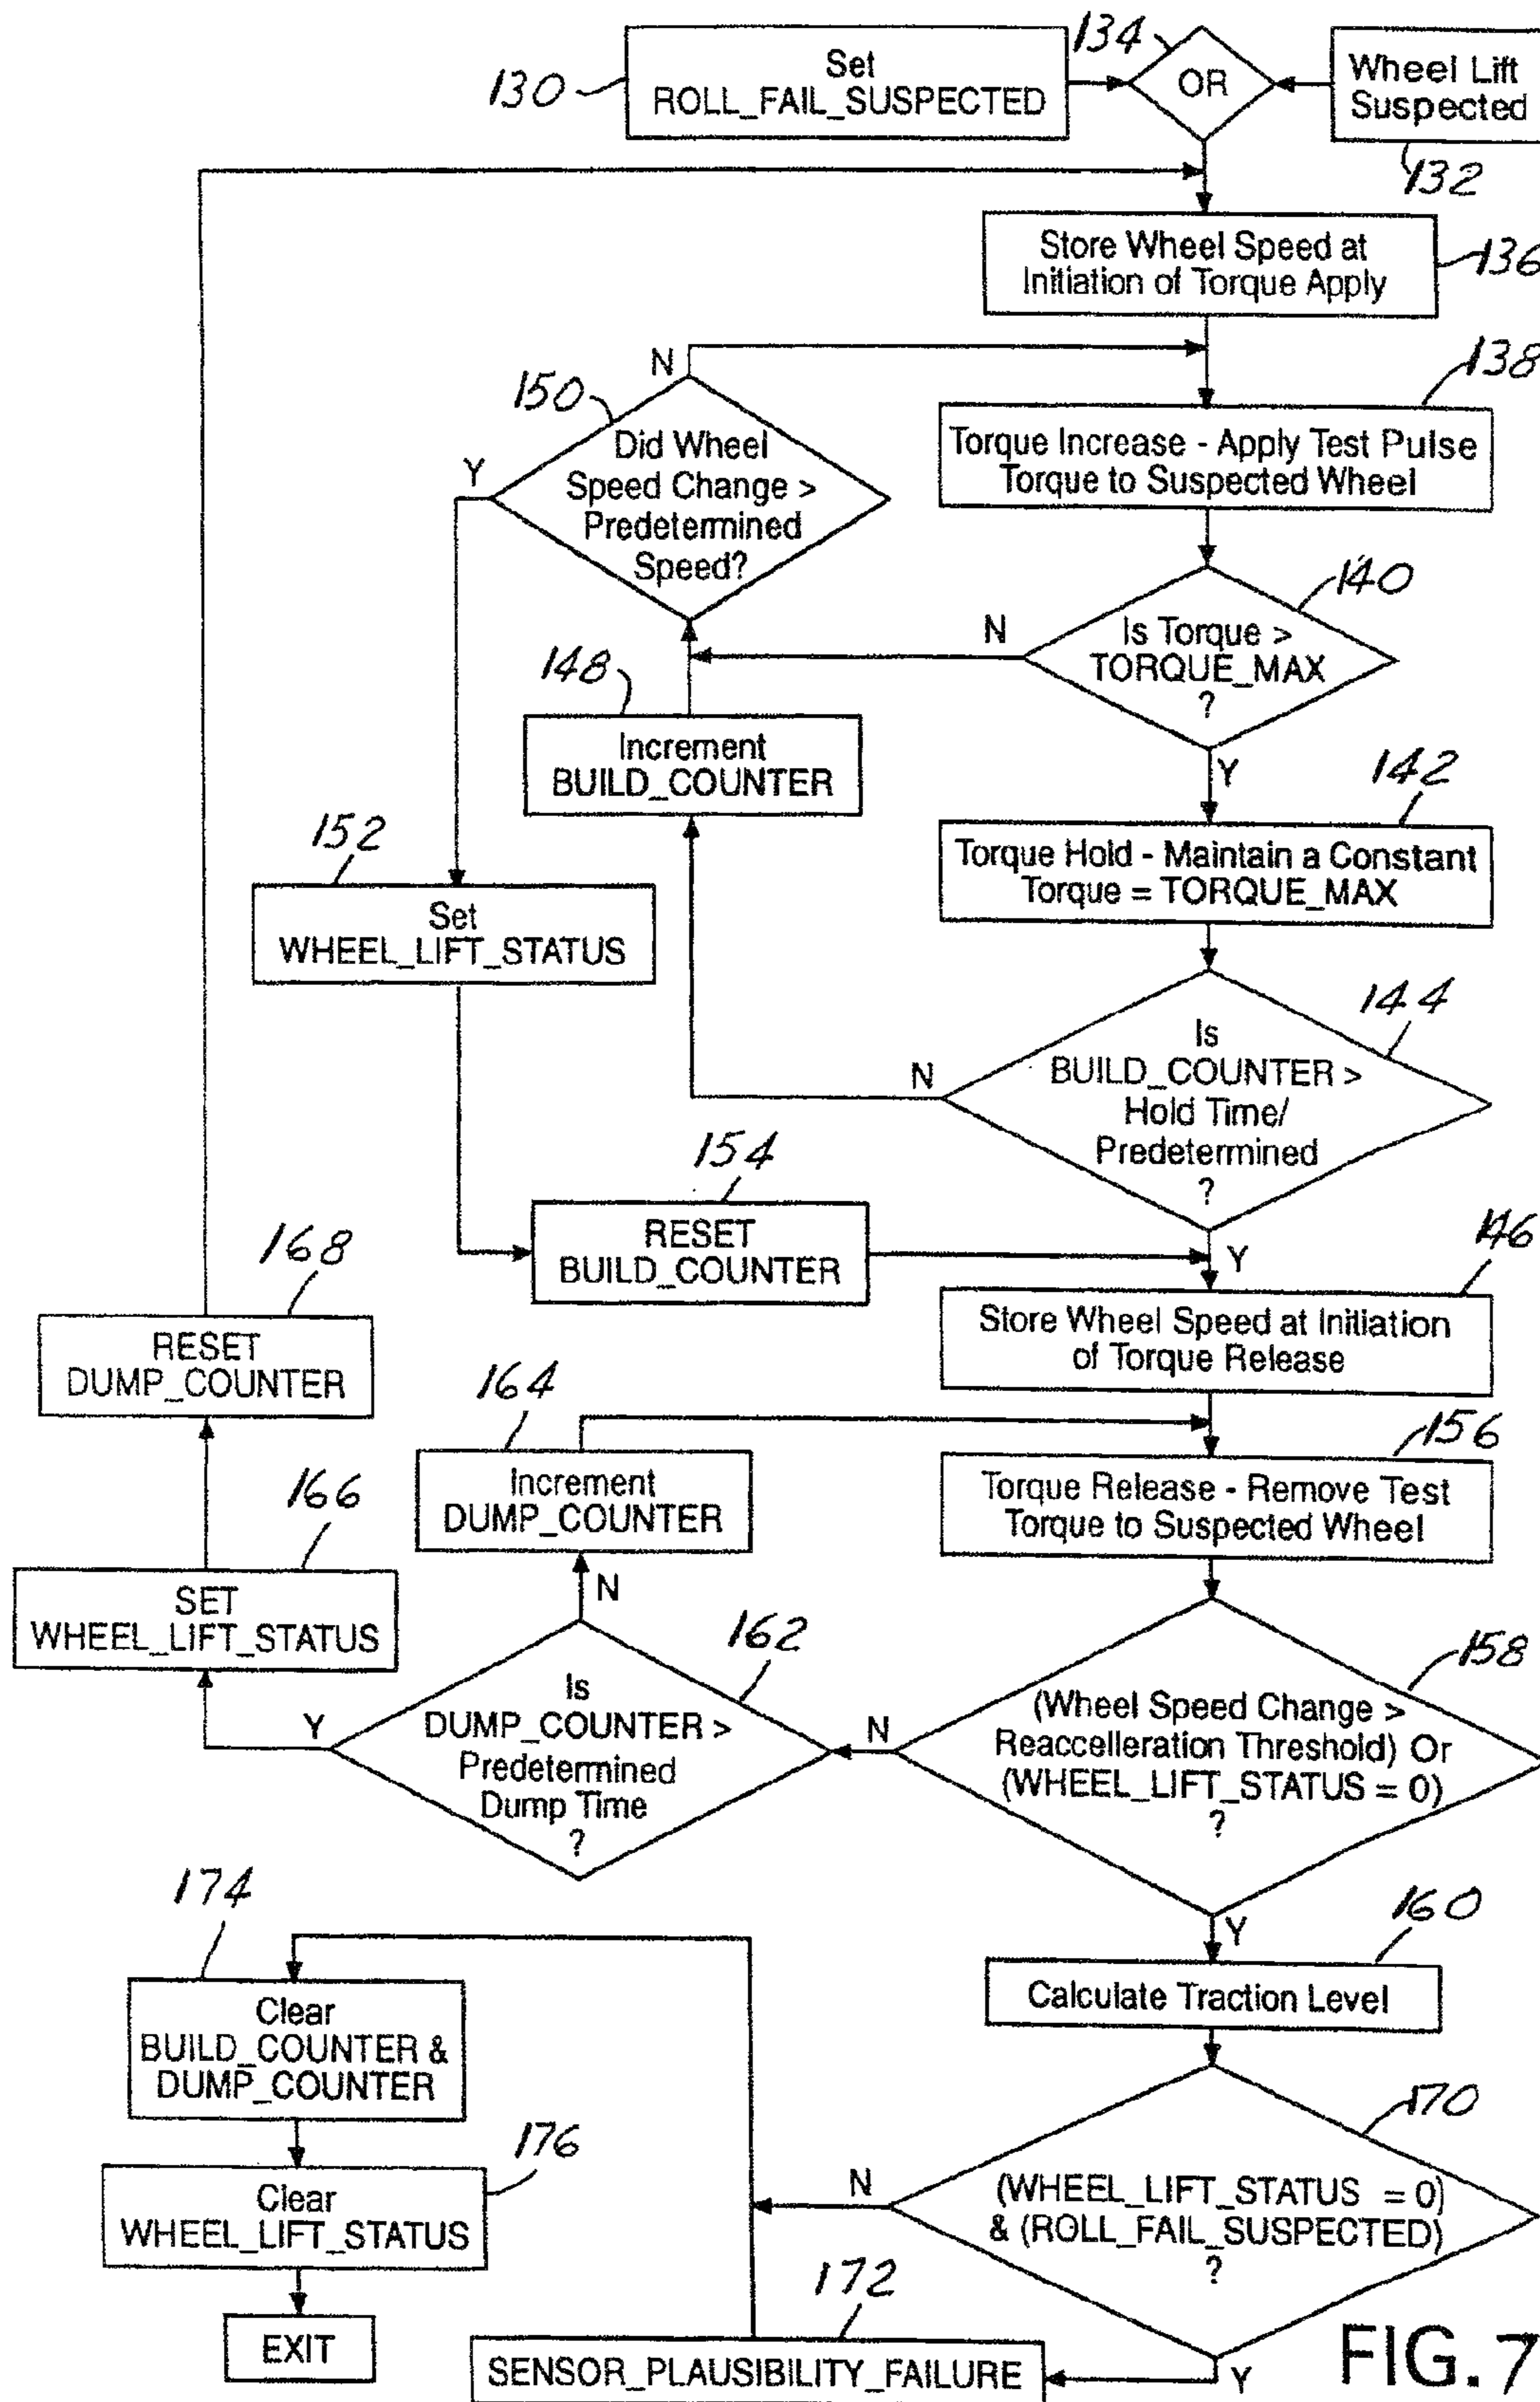 134
130
Set
ROLL_FAIL_SUSPECTED
OR
Wheel Lift
Suspected
132
Store Wheel Speed at
Initiation of Torque Apply
136
N
138
150
Did Wheel
Speed Change >
Predetermined
Speed?
Y
Torque Increase - Apply Test Pulse
Torque to Suspected Wheel
140
N
Is Torque >
TORQUE_MAX
?
148
Increment
BUILD_COUNTER
Y
142
152
Torque Hold - Maintain a Constant
Torque = TORQUE_MAX
Set
WHEEL_LIFT_STATUS
144
Is
BUILD_COUNTER >
Hold Time/
Predetermined
?
N
154
RESET
BUILD_COUNTER
Y
146
168
Store Wheel Speed at Initiation
of Torque Release
RESET
DUMP_COUNTER
164
156
Increment
DUMP_COUNTER
Torque Release - Remove Test
Torque to Suspected Wheel
166
SET
WHEEL_LIFT_STATUS
N
162
158
Is
DUMP_COUNTER >
Predetermined
Dump Time
?
Y
N
(Wheel Speed Change >
Reaccelleration Threshold) Or
(WHEEL_LIFT_STATUS = 0)
?
174
160
Y
Calculate Traction Level
Clear
BUILD_COUNTER &
DUMP_COUNTER
170
176
Clear
WHEEL_LIFT_STATUS
N
(WHEEL_LIFT_STATUS = 0)
& (ROLL_FAIL_SUSPECTED)
?
172
EXIT
SENSOR_PLAUSIBILITY_FAILURE
Y
FIG. 7